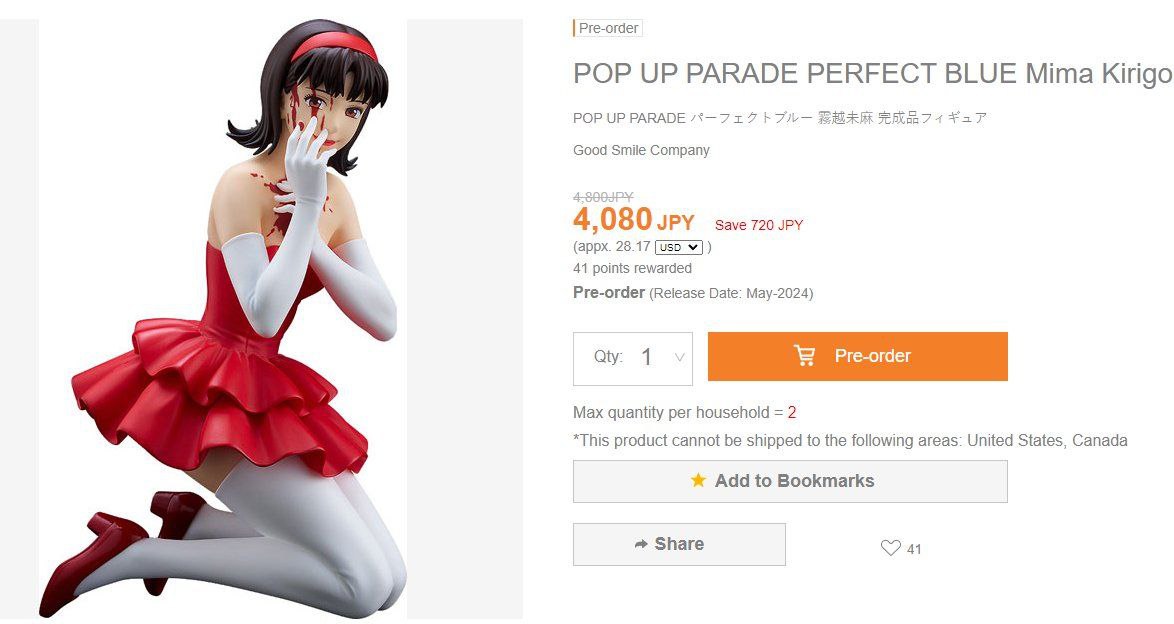 Pre-order
POP UP PARADE PERFECT BLUE Mima Kirigo
POP UP PARADE パーフェクトブルー 霧越未麻 完成品フィギュア
Good Smile Company
4,800JPY
4,080 JPY Save 720 JPY
(appx. 28.17 USD )
41 points rewarded
Pre-order (Release Date: May-2024)
Qty: 1
Pre-order
Max quantity per household = 2
*This product cannot be shipped to the following areas: United States, Canada
Add to Bookmarks
Share
41